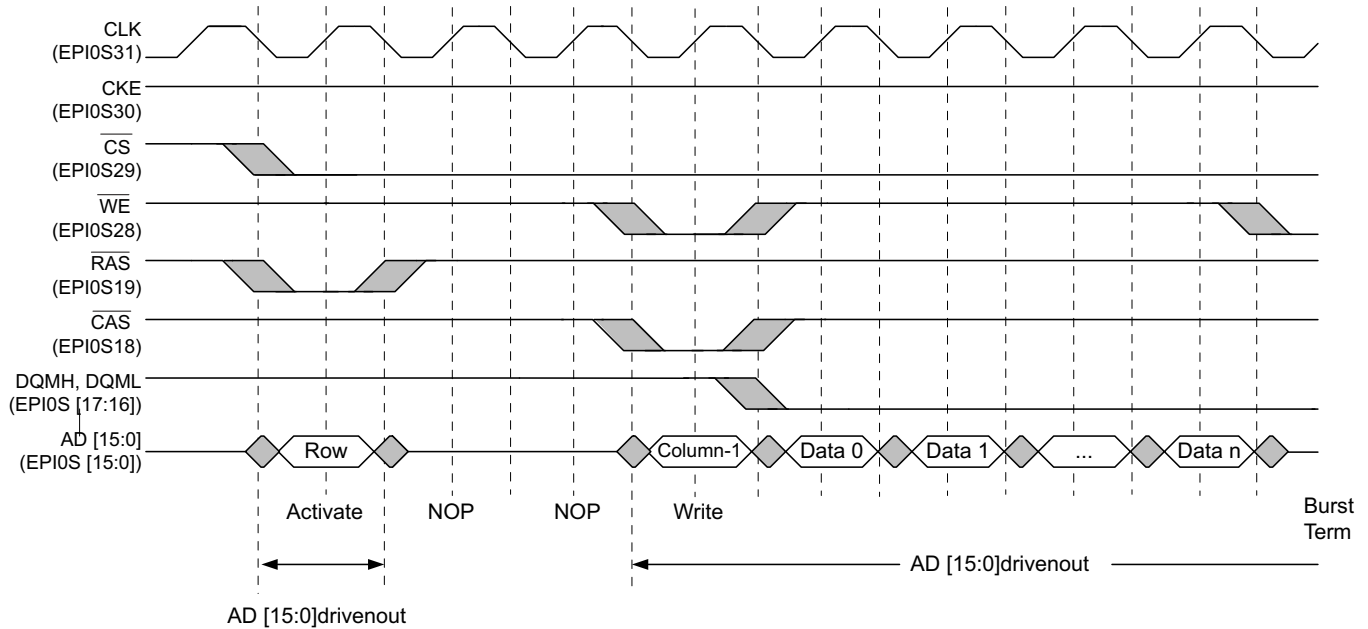 CLK
(EPI0S31)
CKE
(EPI0S30)
CS
(EPI0S29)
WE
(EPI0S28)
RAS
(EPI0S19)
CAS
(EPI0S18)
DQMH, DQML
(EPI0S [17:16])
AD [15:0]
(EPI0S [15:0])
Row
Column-1
Data 0
Data 1
...
Data n
Activate
NOP
NOP
Write
Burst
Term
AD [15:0]drivenout
AD [15:0]drivenout